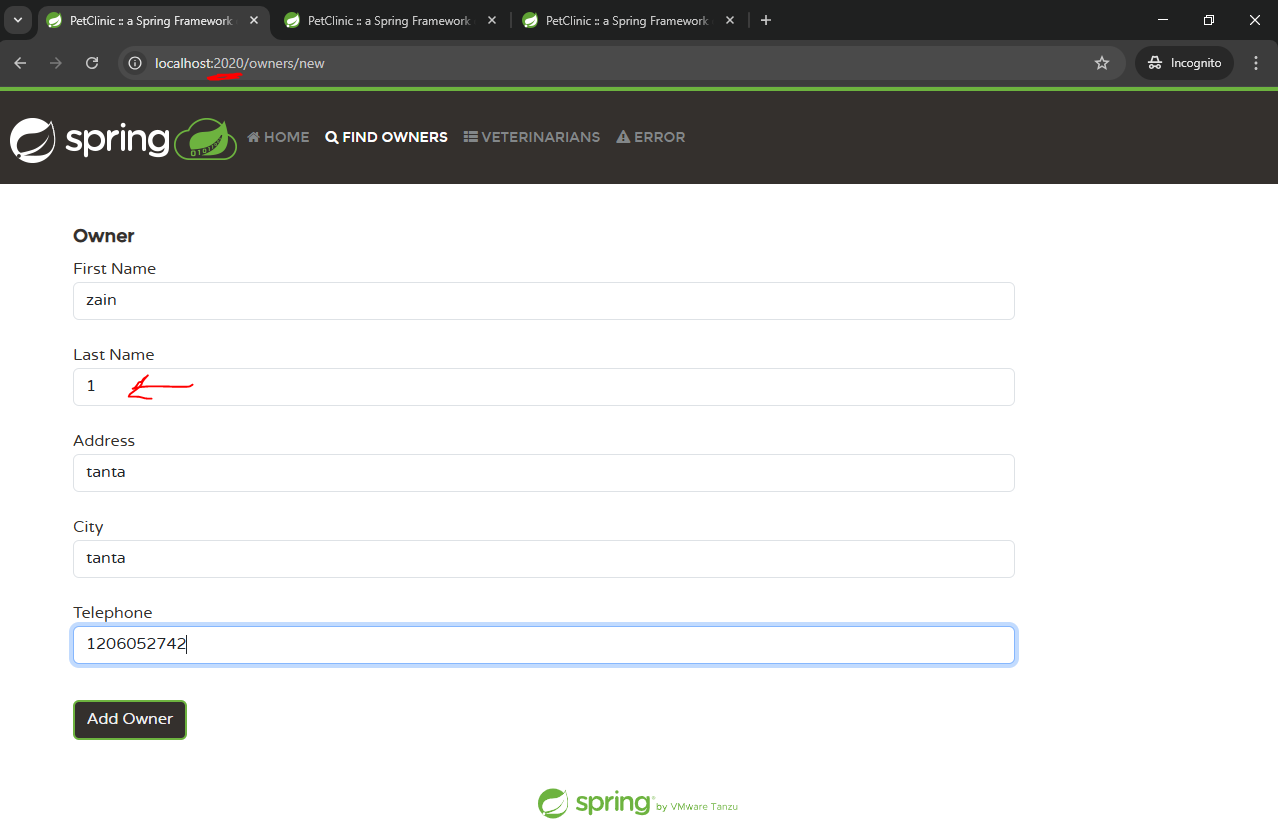 PetClinic :: a Spring Framework
PetClinic :: a Spring Framework
PetClinic :: a Spring Framework
localhost:2020/owners/new
Incognito
spring
HOME
FIND OWNERS
VETERINARIANS
ERROR
Owner
First Name
zain
Last Name
1
Address
tanta
City
tanta
Telephone
1206052742
Add Owner
spring by VMware Tanzu